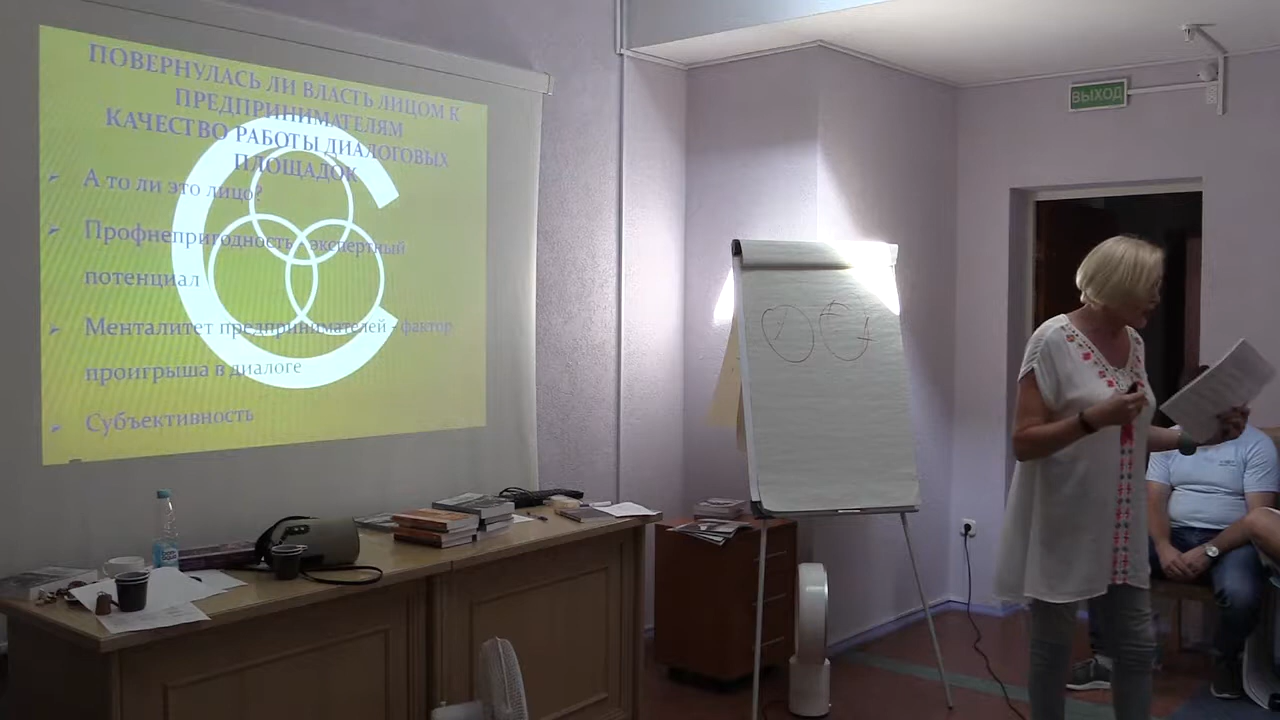 ПОВЕРНУЛАСЬ ЛИ ВЛАСТЬ ЛИЦОМ К
ПРЕДПРИНИМАТЕЛЯМ
КАЧЕСТВО РАБОТЫ ДИАЛОГОВЫХ
ПЛОЩАДОК
А то ли это лицо?
Профнепригодность - экспертный
потенциал
Менталитет предпринимателей - фактор
проигрыша в диалоге
Субъективность
ВЫХОД